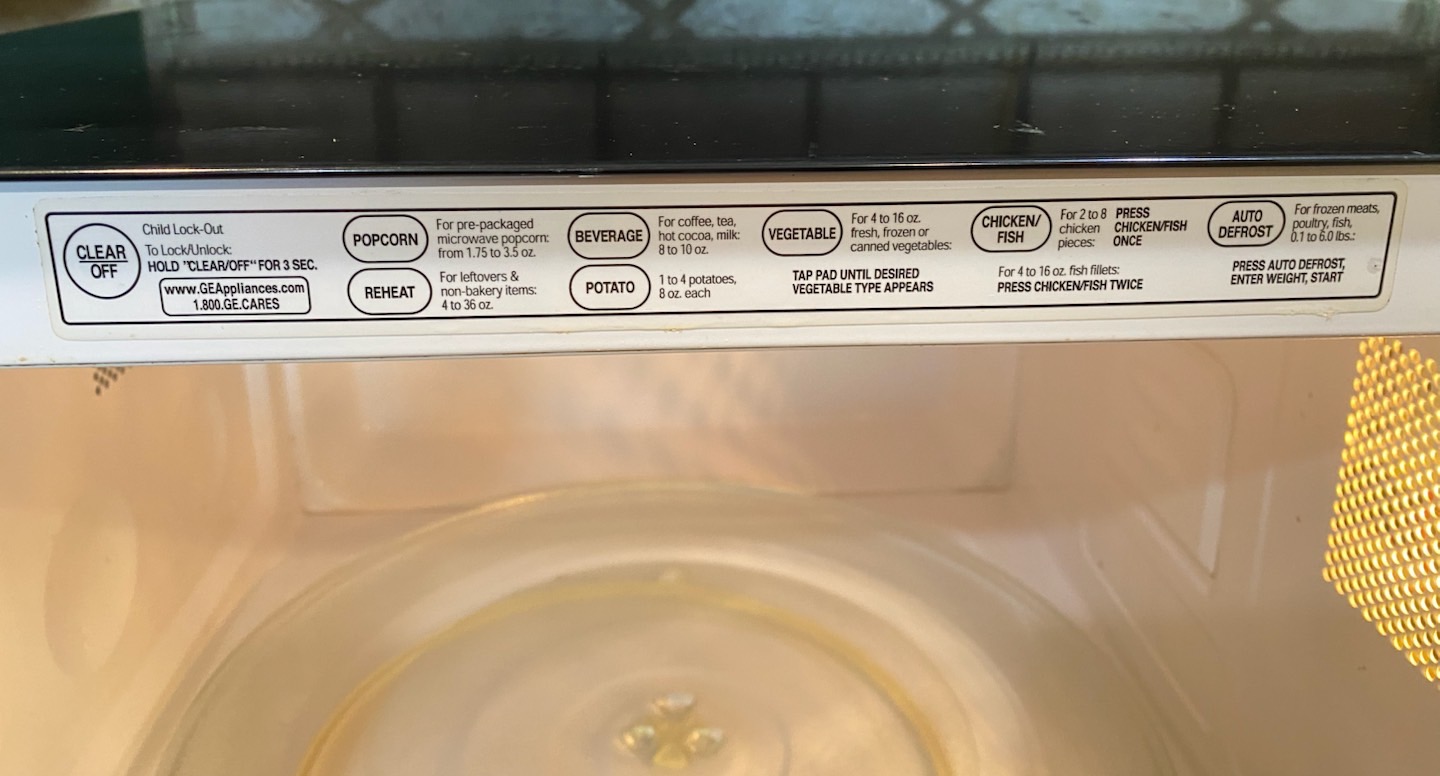 CLEAR
OFF
Child Lock-Out
To Lock/Unlock:
HOLD "CLEAR/OFF" FOR 3 SEC.
www.GEAppliances.com
1.800.GE.CARES
POPCORN
For pre-packaged
microwave popcorn:
from 1.75 to 3.5 oz.
REHEAT
For leftovers &
non-bakery items:
4 to 36 oz.
BEVERAGE
For coffee, tea,
hot cocoa, milk:
8 to 10 oz.
POTATO
1 to 4 potatoes,
8 oz. each
VEGETABLE
For 4 to 16 oz.
fresh, frozen or
canned vegetables:
TAP PAD UNTIL DESIRED
VEGETABLE TYPE APPEARS
CHICKEN/
FISH
For 2 to 8
chicken
pieces:
PRESS
CHICKEN/FISH
ONCE
For 4 to 16 oz. fish fillets:
PRESS CHICKEN/FISH TWICE
AUTO
DEFROST
For frozen meats,
poultry, fish,
0.1 to 6.0 lbs.:
PRESS AUTO DEFROST,
ENTER WEIGHT, START